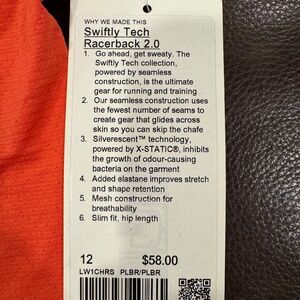 WHY WE MADE THIS
Swiftly Tech
Racerback 2.0
1. Go ahead, get sweaty. The
Swiftly Tech collection,
powered by seamless
construction, is the ultimate
gear for running and training
2. Our seamless construction uses
the fewest number of seams to
create gear that glides across
skin so you can skip the chafe
3. Silverescent™ technology,
powered by X-STATIC®, inhibits
the growth of odour-causing
bacteria on the garment
4. Added elastane improves stretch
and shape retention
5. Mesh construction for
breathability
6. Slim fit, hip length
12 $58.00
LW1CHRS PLBR/PLBR